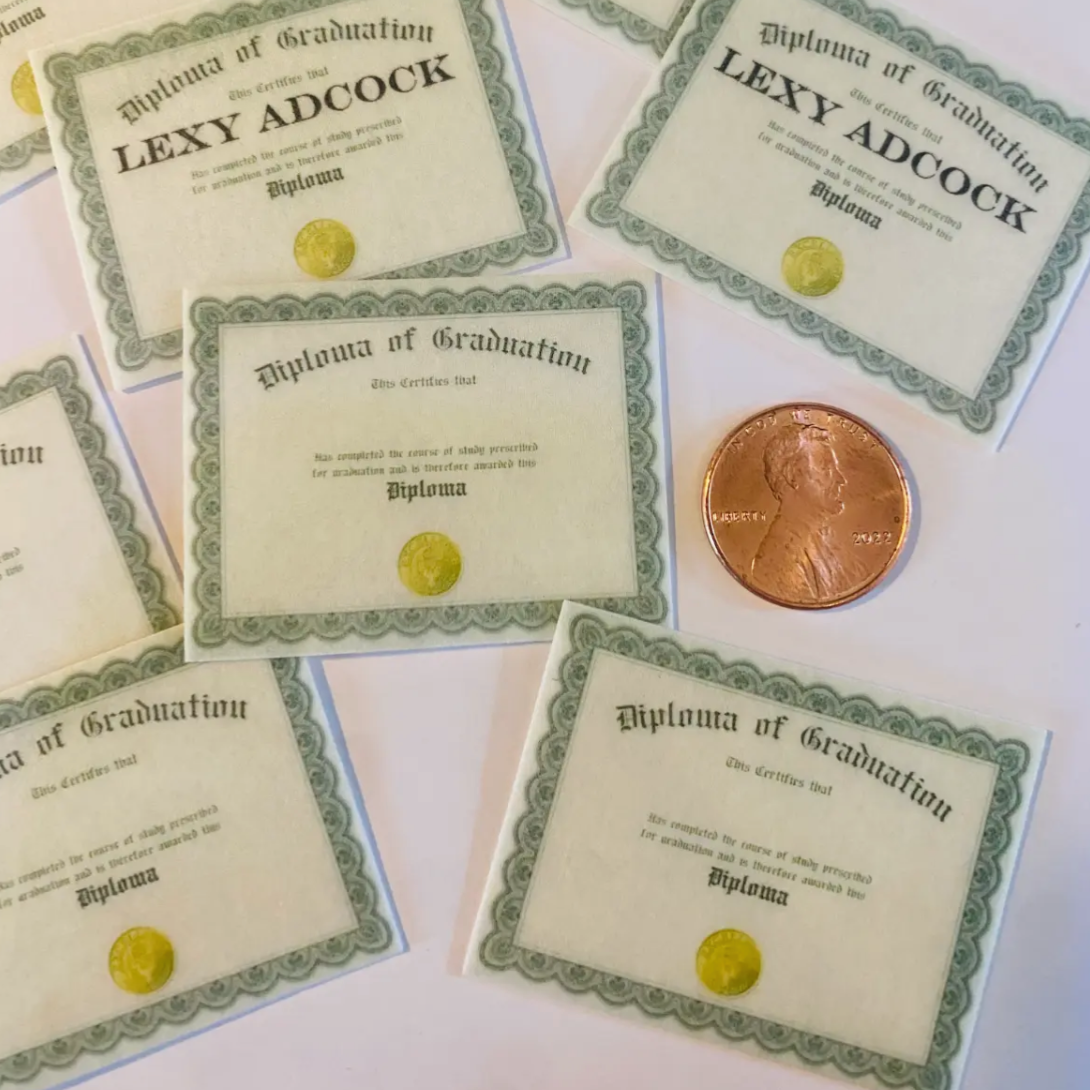 Diploma
Diploma of Graduation
This Certifies that
LEXY ADCOCK
Has completed the course of study prescribed
for graduation and is therefore awarded this
Diploma
Diploma of Graduation
This Certifies that
LEXY ADCOCK
Has completed the course of study prescribed
for graduation and is therefore awarded this
Diploma
Diploma of Graduation
This Certifies that
Has completed the course of study prescribed
for graduation and is therefore awarded this
Diploma
IN GOD WE TRUST
LIBERTY
2022
ion
this
of Graduation
This Certifies that
Has completed the course of study prescribed
for graduation and is therefore awarded this
Diploma
Diploma of Graduation
This Certifies that
Has completed the course of study prescribed
for graduation and is therefore awarded this
Diploma